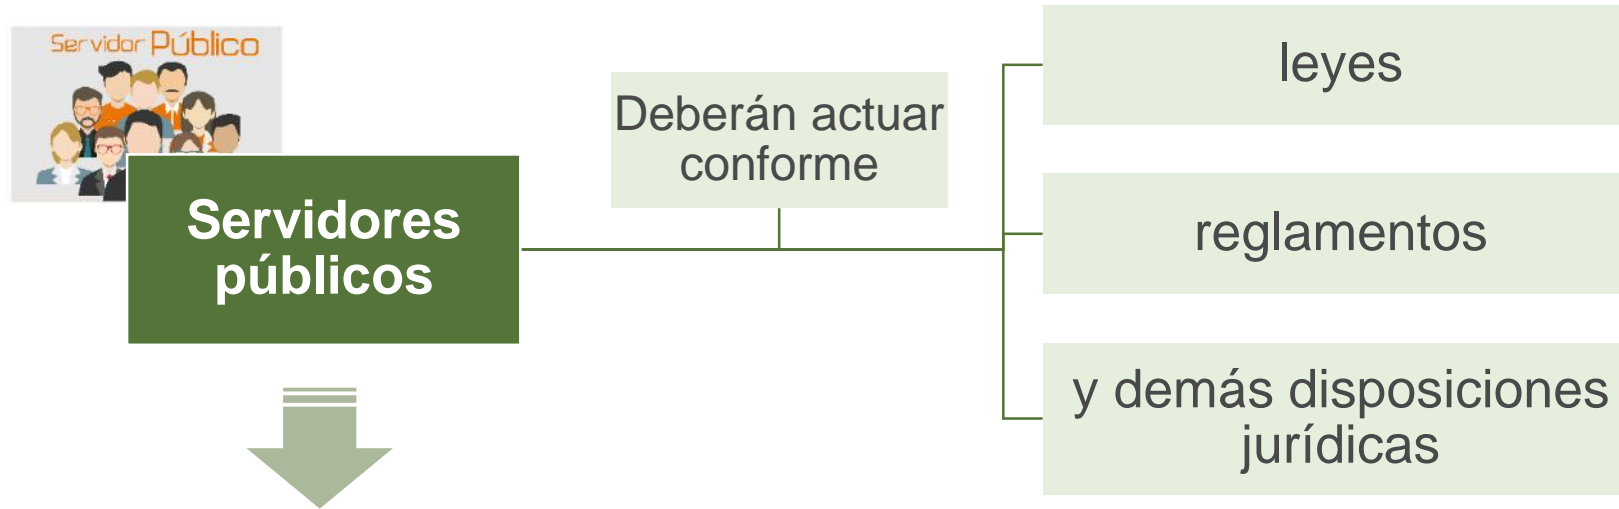 Servidor Público
Servidores
públicos
Deberán actuar
conforme
leyes
reglamentos
y demás disposiciones
jurídicas